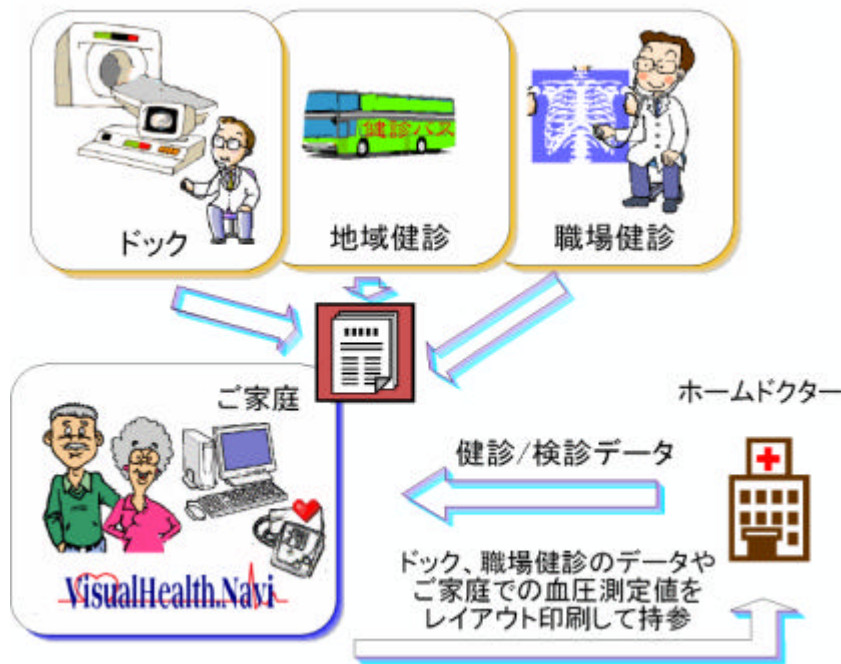 健診バス
ドック
地域健診
職場健診
ご家庭
ホームドクター
健診/検診データ
ドック、職場健診のデータや
ご家庭での血圧測定値を
レイアウト印刷して持参
VisualHealth.Navi